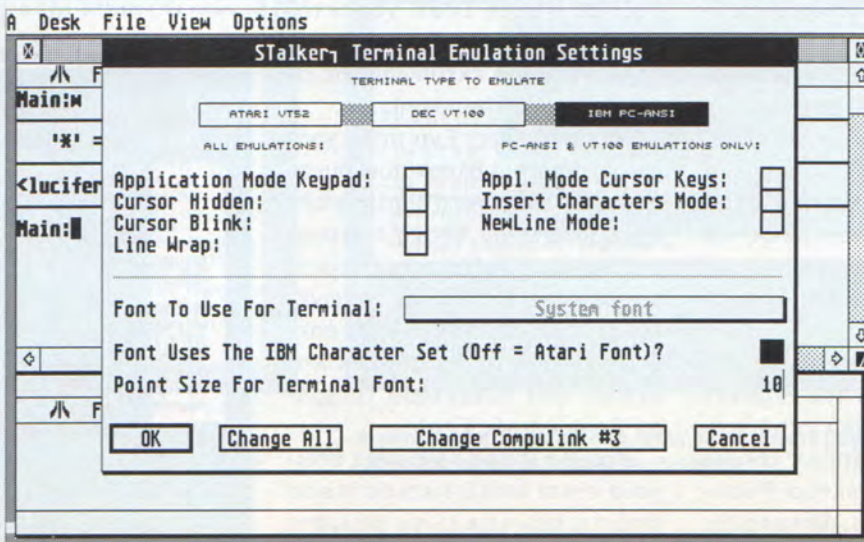 A Desk File View Options
STalker, Terminal Emulation Settings
TERMINAL TYPE TO EMULATE
ATARI VT52 DEC VT100 IBM PC-ANSI
ALL EMULATIONS: PC-ANSI & VT100 EMULATIONS ONLY:
Application Mode Keypad: Appl. Mode Cursor Keys:
Cursor Hidden: Insert Characters Mode:
Cursor Blink: NewLine Mode:
Line Wrap:
Font To Use For Terminal: System font
Font Uses The IBM Character Set (Off = Atari Font)?
Point Size For Terminal Font: 10
OK Change All Change Compulink #3 Cancel
F
Main:w
'*' =
<lucifer
Main:
F